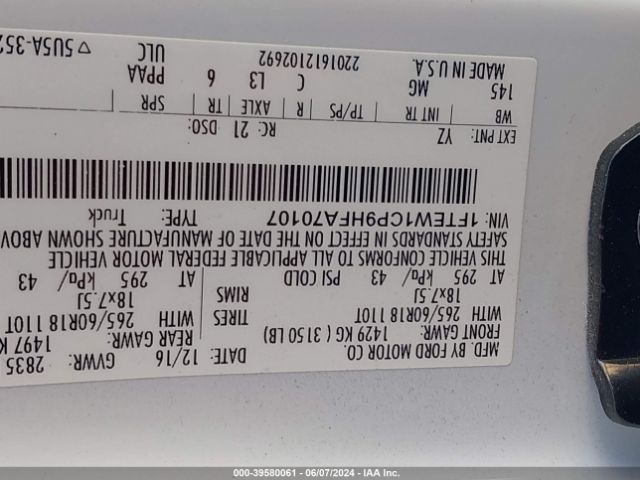 MFD. BY FORD MOTOR CO.
DATE: 12/16 GVWR: 2835
FRONT GAWR: 1429 KG ( 3150 LB) REAR GAWR: 1497 K
WITH TIRES WITH
265/60R18 110T 265/60R18 110T
18x7.5J RIMS 18x7.5J
AT 295 kPa/ 43 PSI COLD AT 295 kPa/ 43
THIS VEHICLE CONFORMS TO ALL APPLICABLE FEDERAL MOTOR VEHICLE
SAFETY STANDARDS IN EFFECT ON THE DATE OF MANUFACTURE SHOWN ABOV
VIN: 1FTEW1CP9HFA70107 TYPE: Truck
EXT PNT: YZ RC: 21 DSO:
WB INT TR TP/PS R AXLE TR SPR
145 MG C L3 6 PPAA
MADE IN U.S.A. 2201612102692 ULC
▽ 5U5A-352
000-39580061 - 06/07/2024 - IAA Inc.